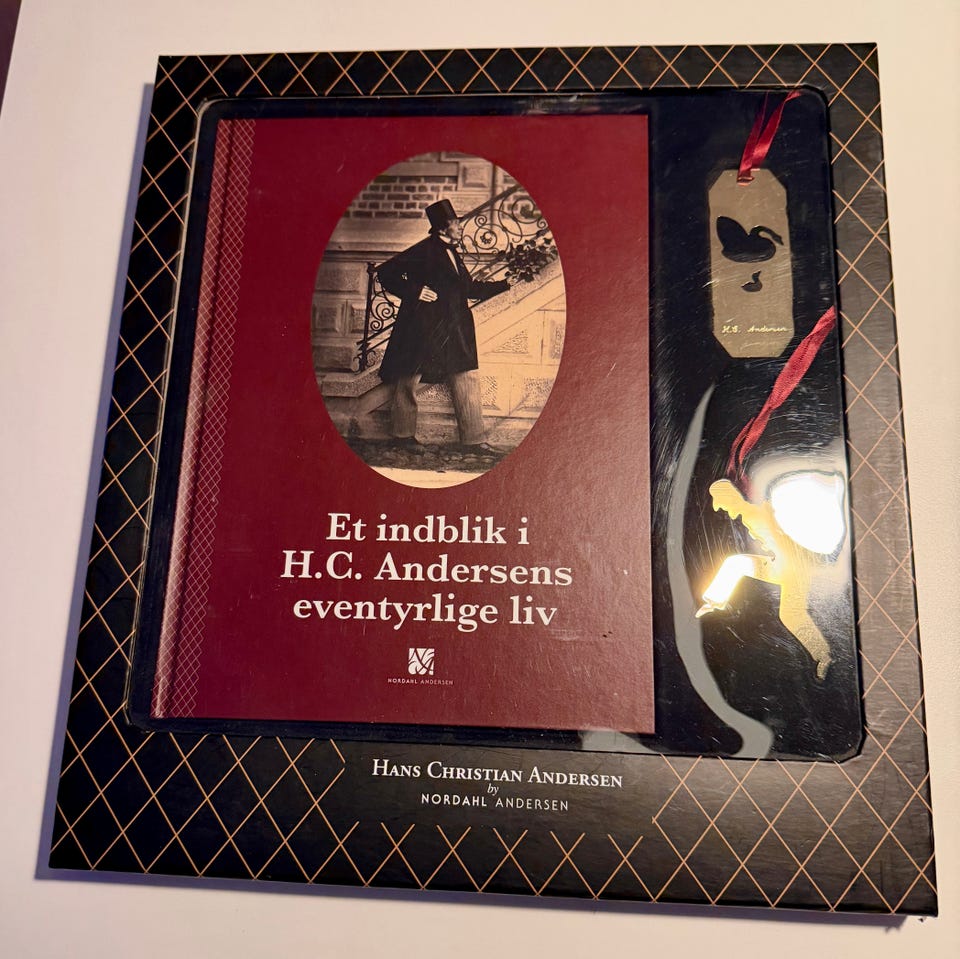 Et indblik i
H.C. Andersens
eventyrlige liv
NORDAHL ANDERSEN
H.C. Andersen
HANS CHRISTIAN ANDERSEN
by
NORDAHL ANDERSEN